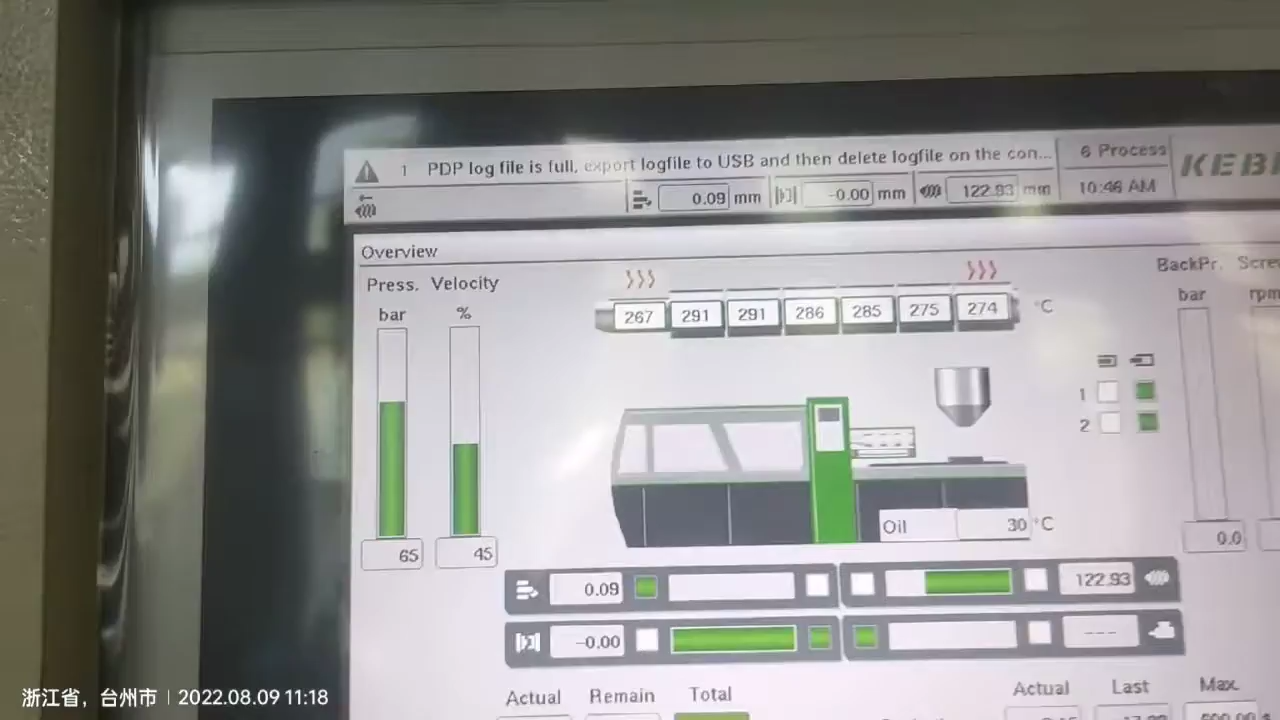 1 PDP log file is full, export logfile to USB and then delete logfile on the con...
6 Process
10:46 AM
0.09 mm
-0.00 mm
122.93 mm
Overview
Press. Velocity
bar %
267 291 291 286 285 275 274 °C
BackPr.
bar rpm
1
2
Oil 30 °C
65 45
0.0
0.09
122.93
-0.00
---
Actual Remain Total
Actual Last Max.
浙江省，台州市 | 2022.08.09 11:18